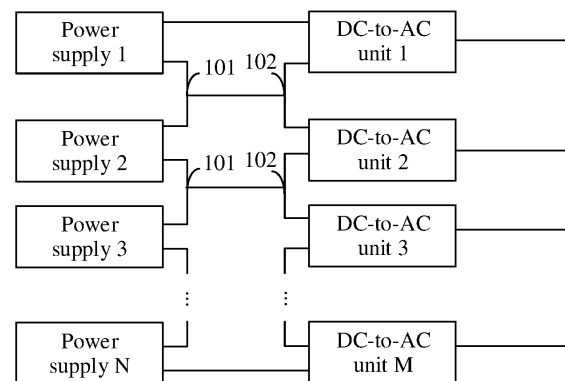 Power
supply 1
DC-to-AC
unit 1
101
102
Power
supply 2
DC-to-AC
unit 2
101
102
Power
supply 3
DC-to-AC
unit 3
...
...
Power
supply N
DC-to-AC
unit M